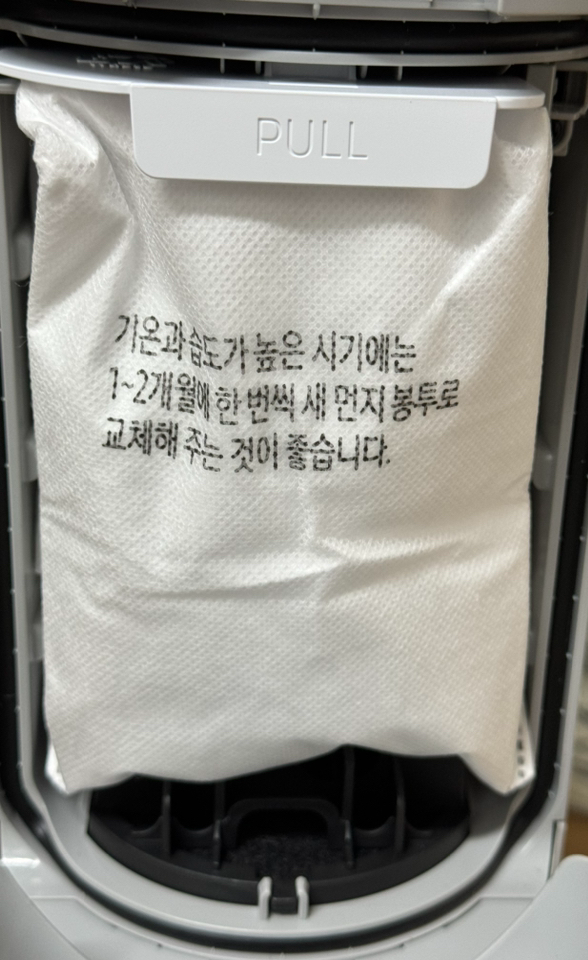 PULL
기온과 습도가 높은 시기에는
1~2개월에 한 번씩 새 먼지 봉투로
교체해 주는 것이 좋습니다.